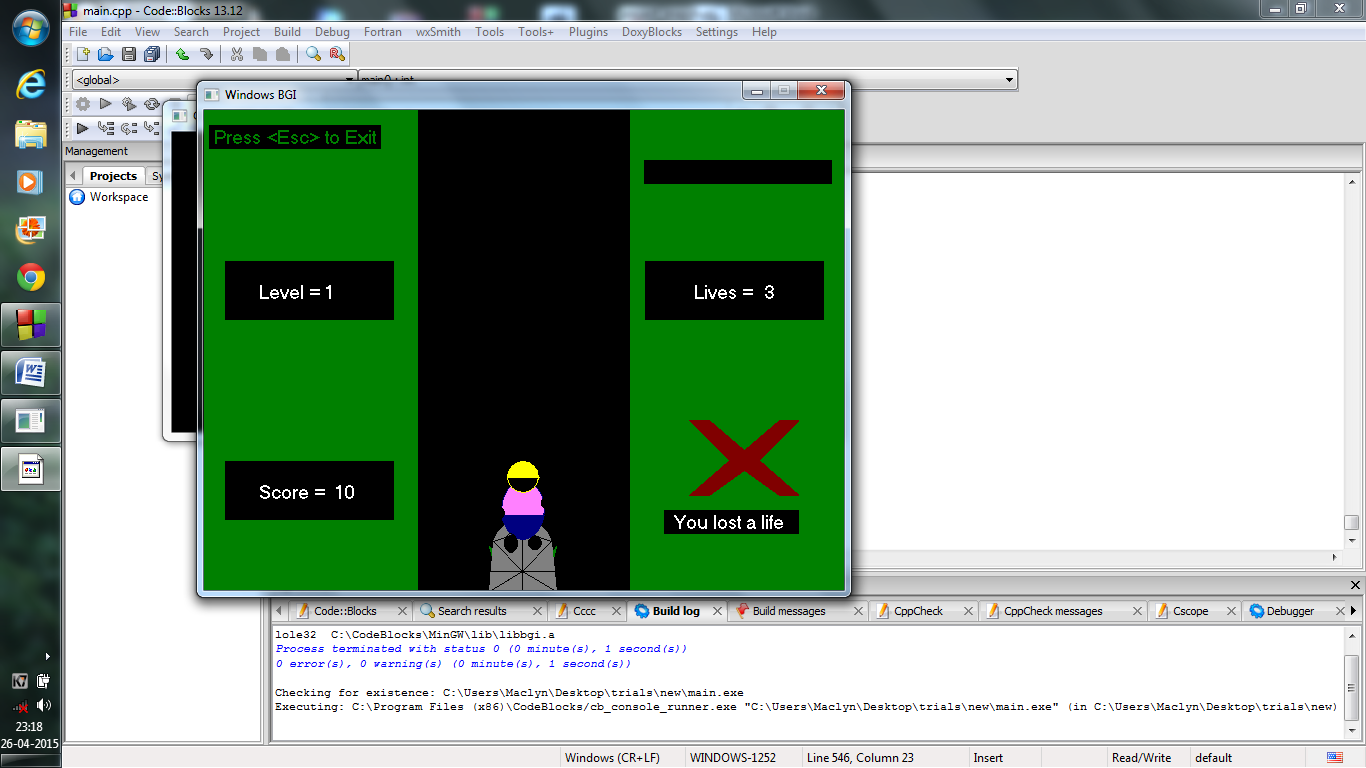 main.cpp - Code::Blocks 13.12
File Edit View Search Project Build Debug Fortran wxSmith Tools Tools+ Plugins DoxyBlocks Settings Help
<global>
main() : int
Windows BGI
Management
Projects
Workspace
Press <Esc> to Exit
Level = 1
Lives = 3
Score = 10
You lost a life
Code::Blocks Search results Cccc Build log Build messages CppCheck CppCheck messages Cscope Debugger
lole32 C:\CodeBlocks\MinGW\lib\libbgi.a
Process terminated with status 0 (0 minute(s), 1 second(s))
0 error(s), 0 warning(s) (0 minute(s), 1 second(s))
Checking for existence: C:\Users\Maclyn\Desktop\trials\new\main.exe
Executing: C:\Program Files (x86)\CodeBlocks/cb_console_runner.exe "C:\Users\Maclyn\Desktop\trials\new\main.exe" (in C:\Users\Maclyn\Desktop\trials\new)
23:18
26-04-2015
Windows (CR+LF) WINDOWS-1252 Line 546, Column 23 Insert Read/Write default